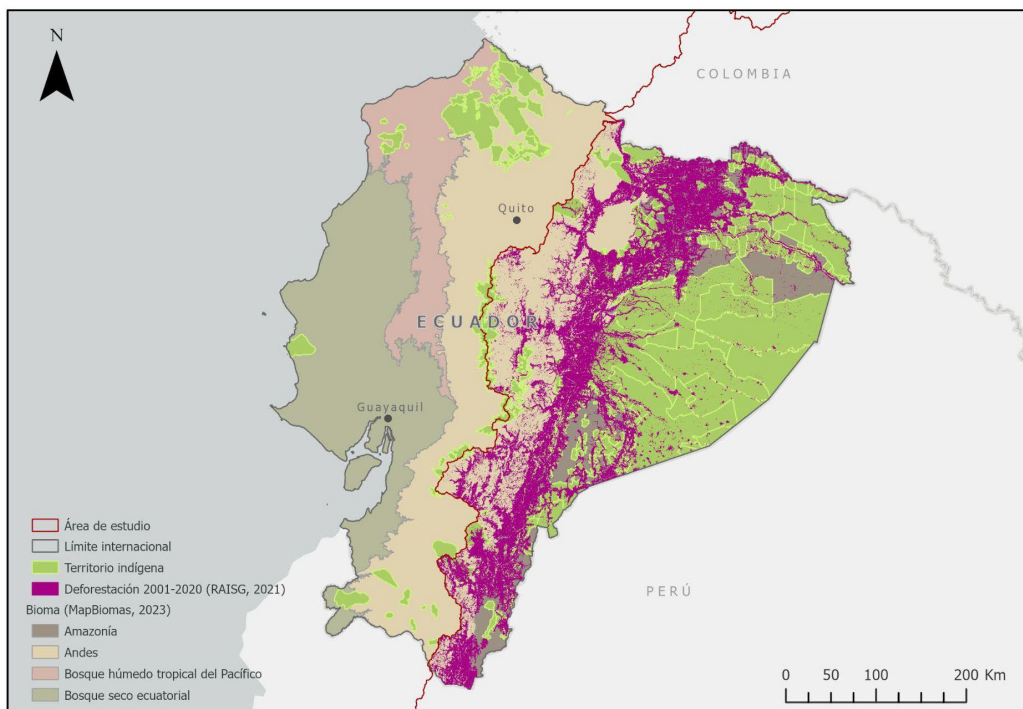 N
COLOMBIA
Quito
ECUADOR
Guayaquil
PERÚ
Área de estudio
Límite internacional
Territorio indígena
Deforestación 2001-2020 (RAISG, 2021)
Bioma (MapBiomas, 2023)
Amazonía
Andes
Bosque húmedo tropical del Pacífico
Bosque seco ecuatorial
0 50 100 200 Km